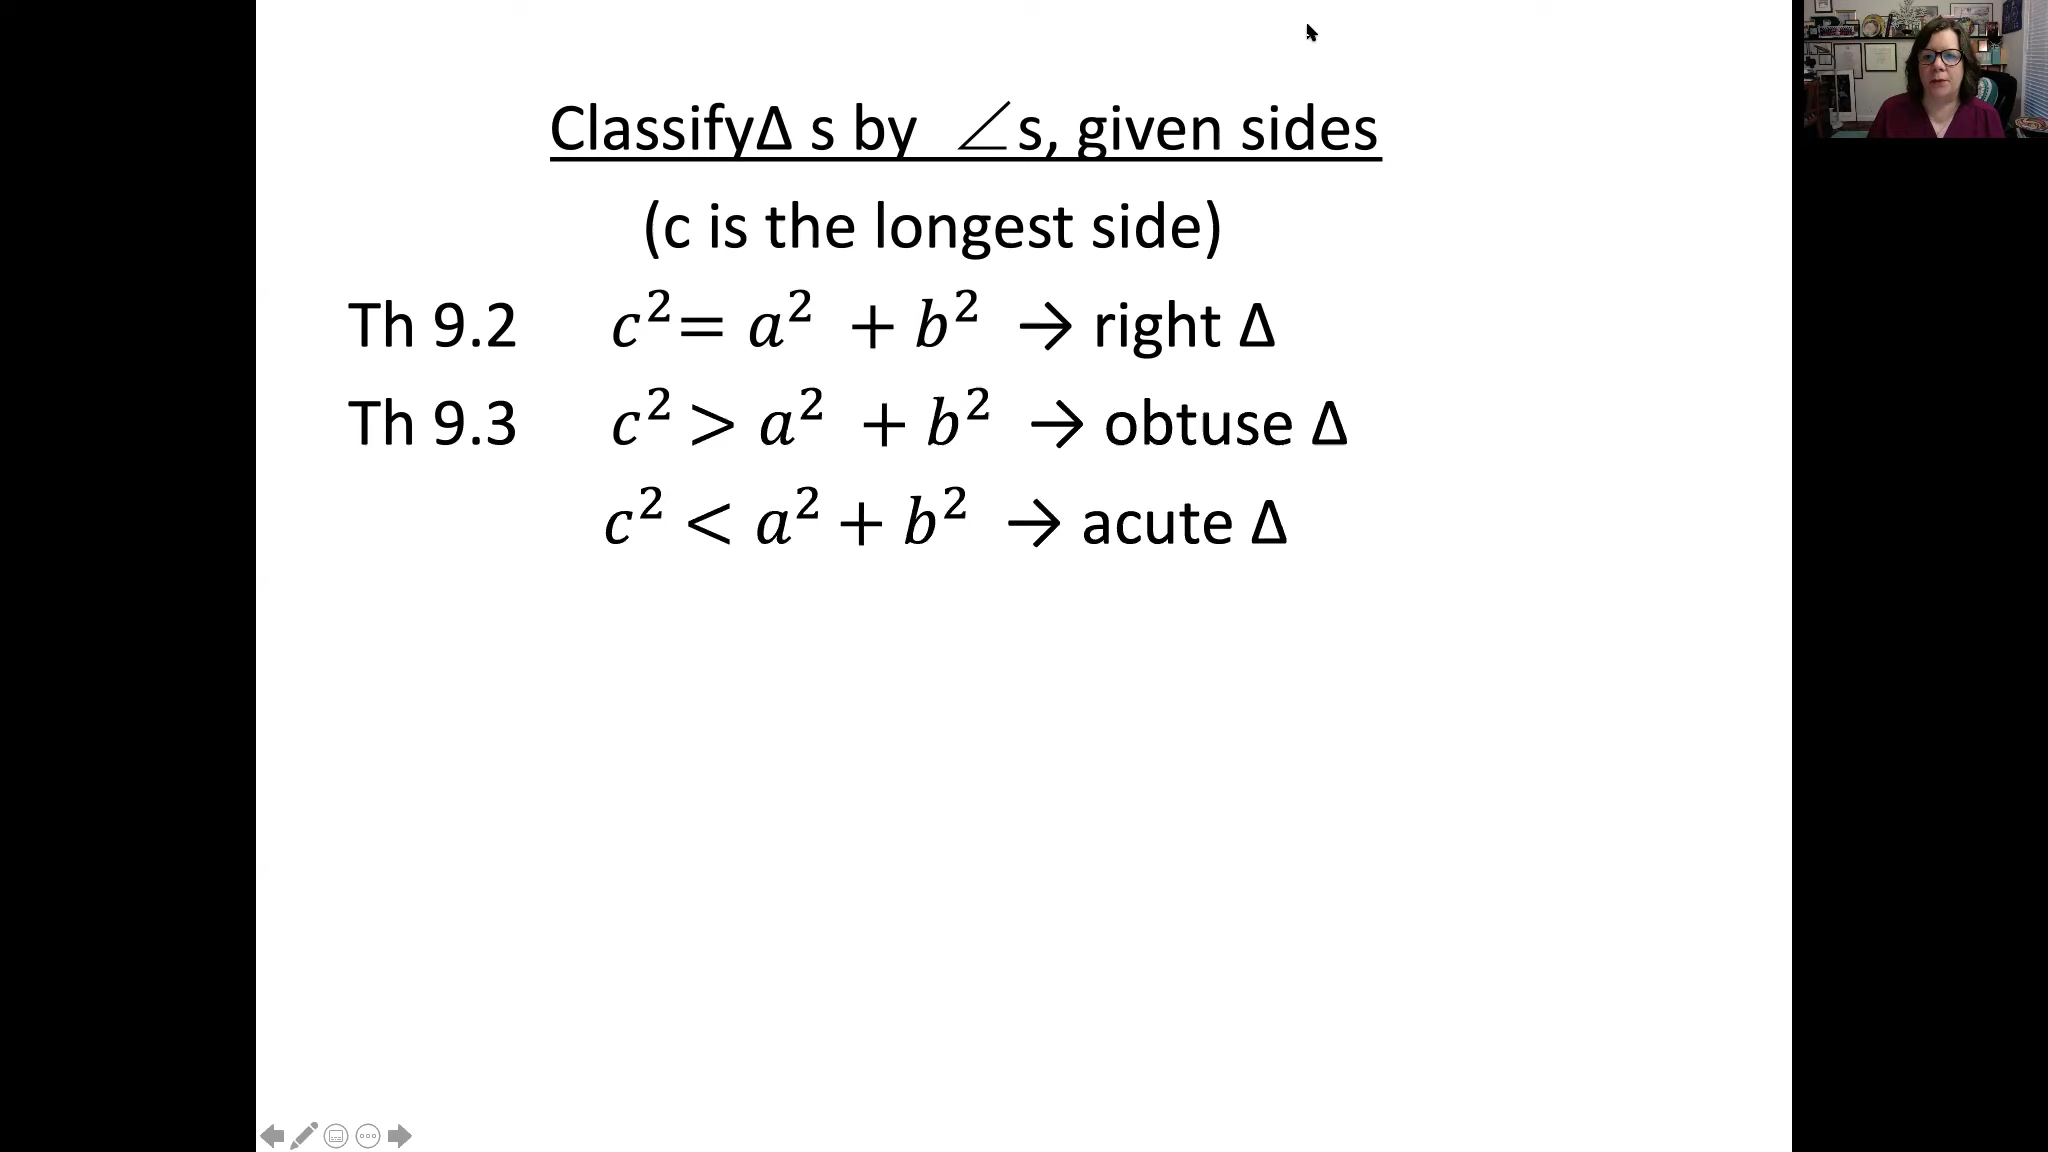 Classify∆ s by ∠s, given sides
(c is the longest side)
Th 9.2 c² = a² + b² → right ∆
Th 9.3 c² > a² + b² → obtuse ∆
c² < a² + b² → acute ∆